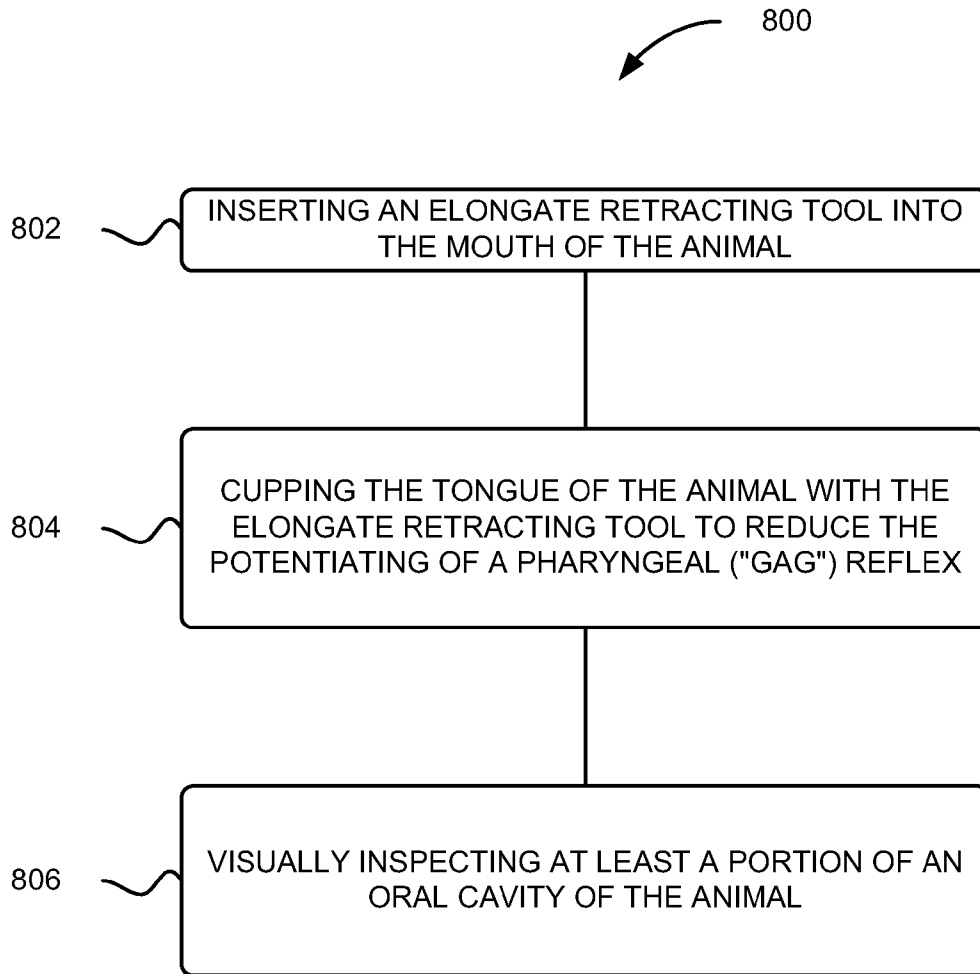 800
802
INSERTING AN ELONGATE RETRACTING TOOL INTO
THE MOUTH OF THE ANIMAL
804
CUPPING THE TONGUE OF THE ANIMAL WITH THE
ELONGATE RETRACTING TOOL TO REDUCE THE
POTENTIATING OF A PHARYNGEAL ("GAG") REFLEX
806
VISUALLY INSPECTING AT LEAST A PORTION OF AN
ORAL CAVITY OF THE ANIMAL